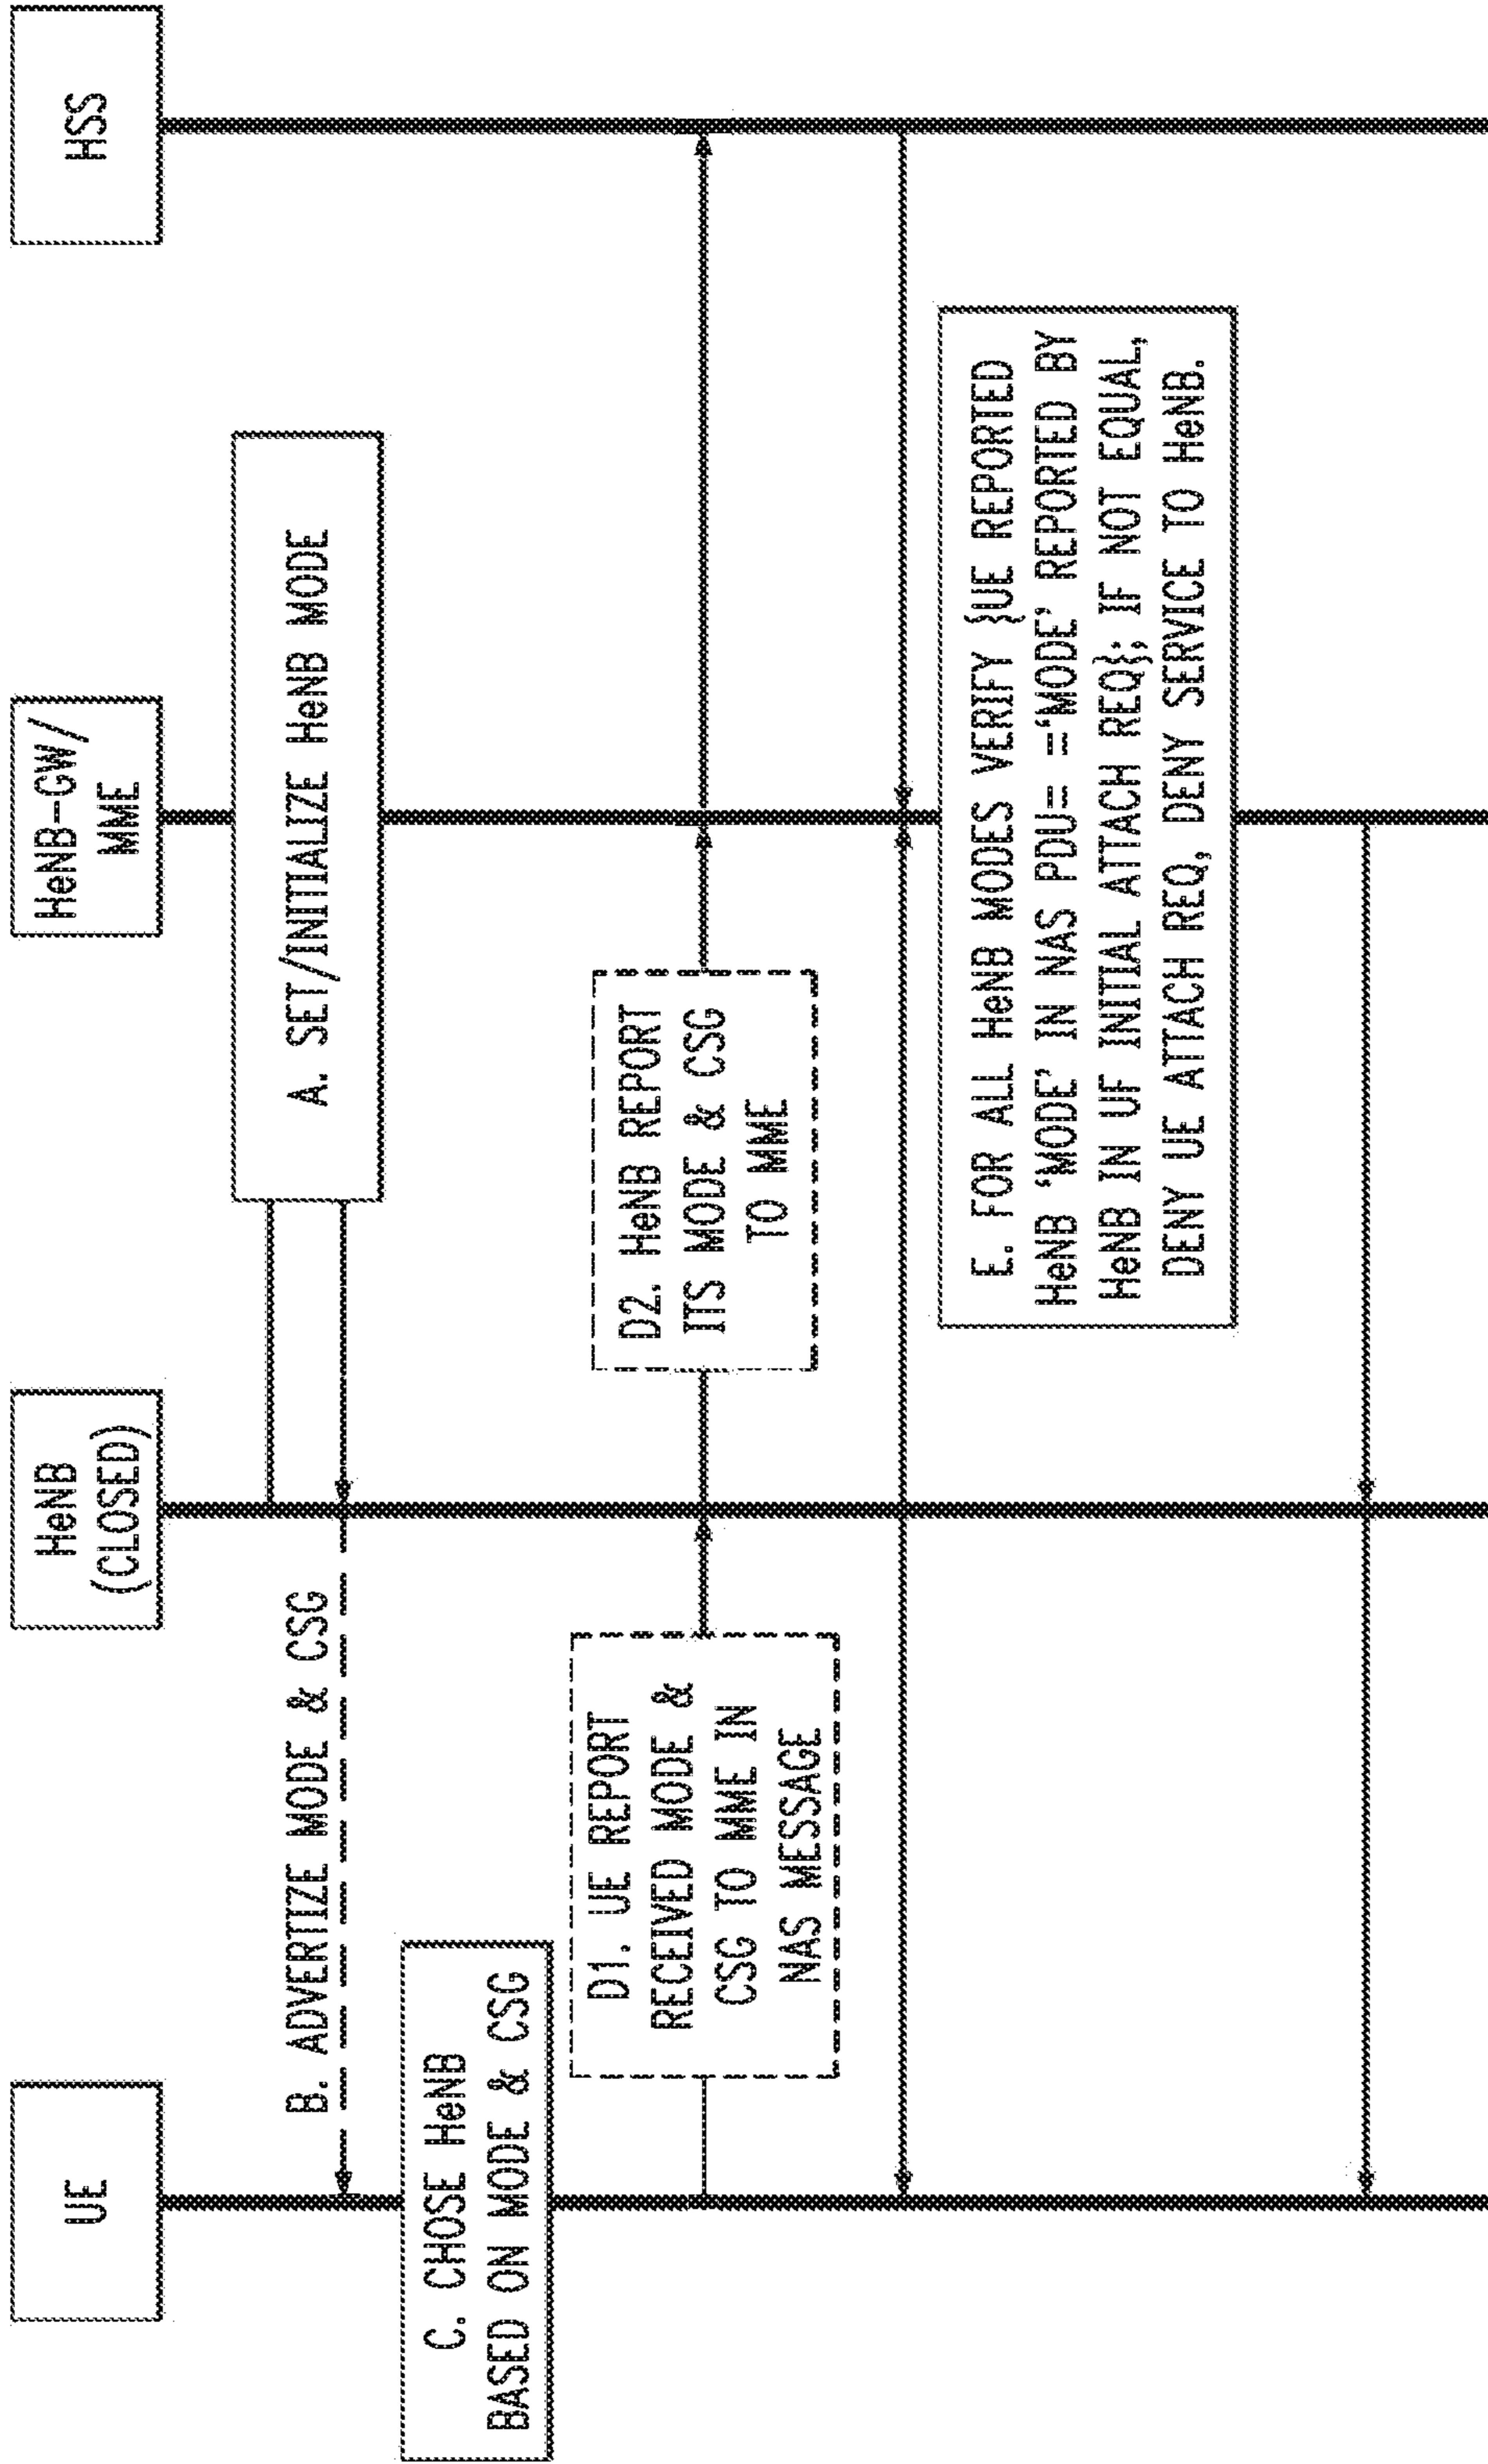 UE
HeNB
(CLOSED)
HeNB-GW/
MME
HSS
A. SET/INITIALIZE HeNB MODE
B. ADVERTIZE MODE & CSG
C. CHOSE HeNB
BASED ON MODE & CSG
D1. UE REPORT
RECEIVED MODE &
CSG TO MME IN
NAS MESSAGE
D2. HeNB REPORT
ITS MODE & CSG
TO MME
E. FOR ALL HeNB MODES VERIFY {UE REPORTED
HeNB ‘MODE’ IN NAS PDU= =‘MODE’ REPORTED BY
HeNB IN UF INITIAL ATTACH REQ}; IF NOT EQUAL,
DENY UE ATTACH REQ, DENY SERVICE TO HeNB.